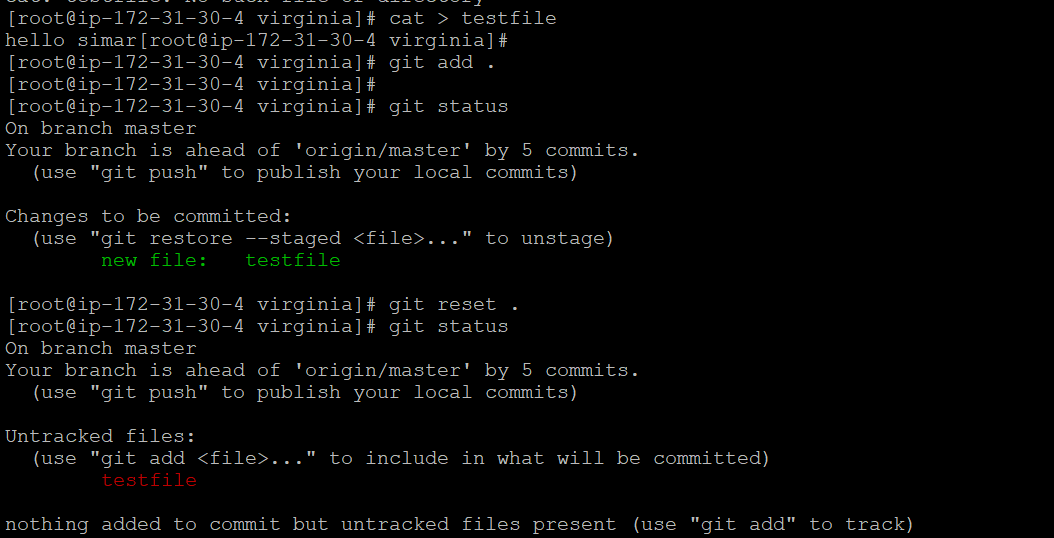 [root@ip-172-31-30-4 virginia]# cat > testfile
hello simar[root@ip-172-31-30-4 virginia]#
[root@ip-172-31-30-4 virginia]# git add .
[root@ip-172-31-30-4 virginia]#
[root@ip-172-31-30-4 virginia]# git status
On branch master
Your branch is ahead of 'origin/master' by 5 commits.
  (use "git push" to publish your local commits)

Changes to be committed:
  (use "git restore --staged <file>..." to unstage)
        new file:   testfile

[root@ip-172-31-30-4 virginia]# git reset .
[root@ip-172-31-30-4 virginia]# git status
On branch master
Your branch is ahead of 'origin/master' by 5 commits.
  (use "git push" to publish your local commits)

Untracked files:
  (use "git add <file>..." to include in what will be committed)
        testfile

nothing added to commit but untracked files present (use "git add" to track)